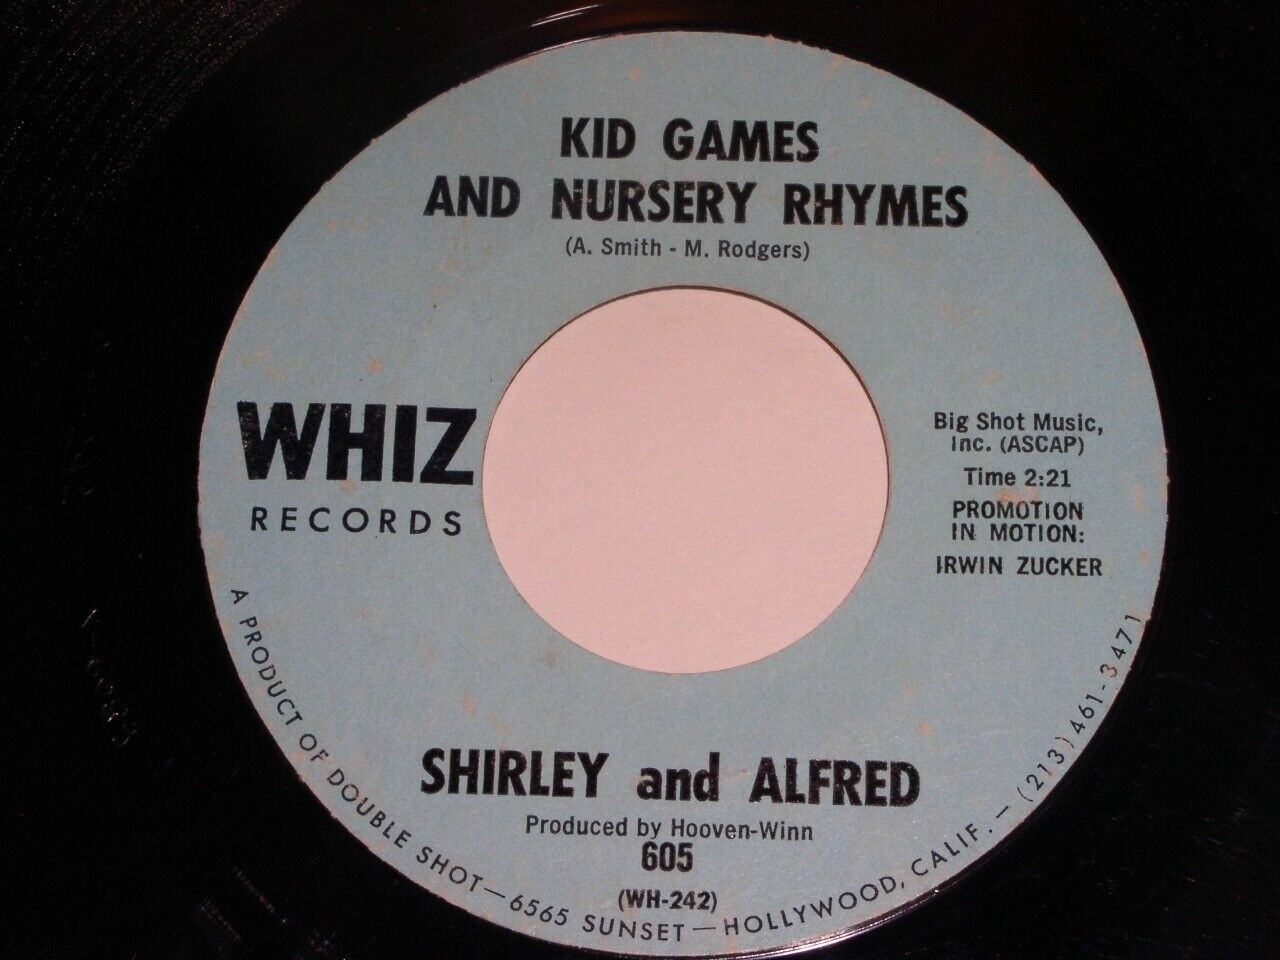 KID GAMES
AND NURSERY RHYMES
(A. Smith - M. Rodgers)
WHIZ
RECORDS
Big Shot Music,
Inc. (ASCAP)
Time 2:21
PROMOTION
IN MOTION:
IRWIN ZUCKER
SHIRLEY and ALFRED
Produced by Hooven-Winn
605
(WH-242)
A PRODUCT OF DOUBLE SHOT—6565 SUNSET—HOLLYWOOD, CALIF. — (213) 461-3471